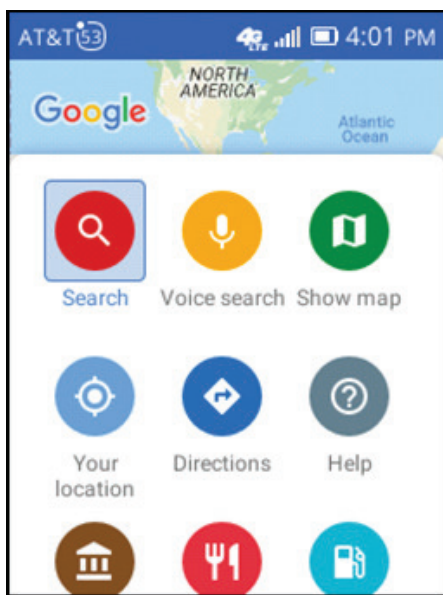 AT&T 53 4G LTE 4:01 PM
NORTH
AMERICA
Google
Atlantic
Ocean
Search Voice search Show map
Your
location Directions Help